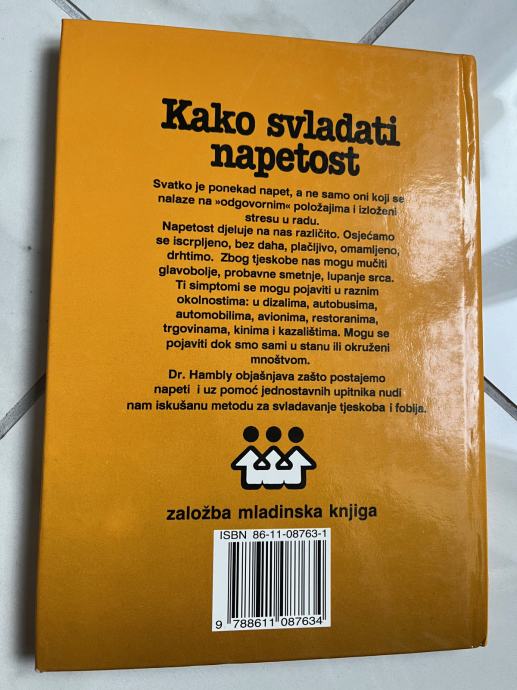 Kako svladati
napetost
Svatko je ponekad napet, a ne samo oni koji se
nalaze na »odgovornim« položajima i izloženi
stresu u radu.
Napetost djeluje na nas različito. Osjećamo
se iscrpljeno, bez daha, plačljivo, omamljeno,
drhtimo. Zbog tjeskobe nas mogu mučiti
glavobolje, probavne smetnje, lupanje srca.
Ti simptomi se mogu pojaviti u raznim
okolnostima: u dizalima, autobusima,
automobilima, avionima, restoranima,
trgovinama, kinima i kazalištima. Mogu se
pojaviti dok smo sami u stanu ili okruženi
mnoštvom.
Dr. Hambly objašnjava zašto postajemo
napeti i uz pomoć jednostavnih upitnika nudi
nam iskušanu metodu za svladavanje tjeskoba i fobija.
založba mladinska knjiga
ISBN 86-11-08763-1
9 788611 087634